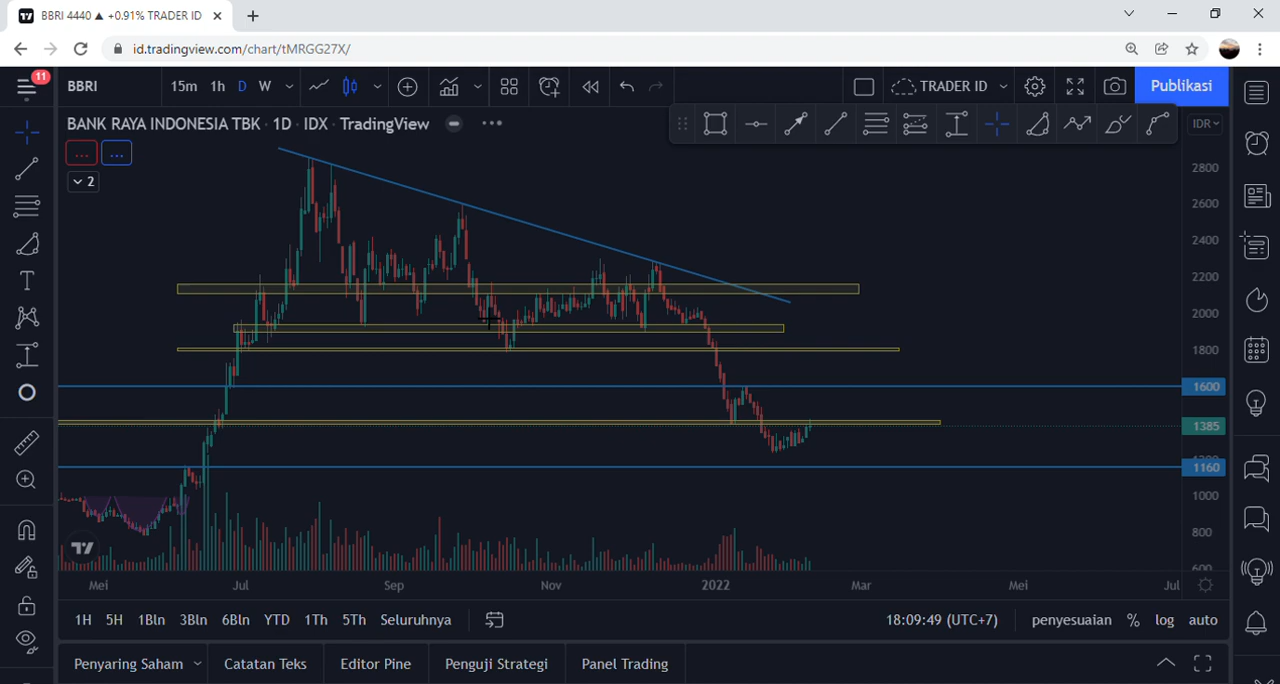 BBRI 4440 ▲ +0.91% TRADER ID
id.tradingview.com/chart/tMRGG27X/
11
BBRI 15m 1h D W TRADER ID Publikasi
BANK RAYA INDONESIA TBK · 1D · IDX · TradingView
IDR
2
2800
2600
2400
2200
2000
1800
1600
1385
1160
1000
800
600
Mei Jul Sep Nov 2022 Mar Mei Jul
1H 5H 1Bln 3Bln 6Bln YTD 1Th 5Th Seluruhnya 18:09:49 (UTC+7) penyesuaian % log auto
Penyaring Saham Catatan Teks Editor Pine Penguji Strategi Panel Trading